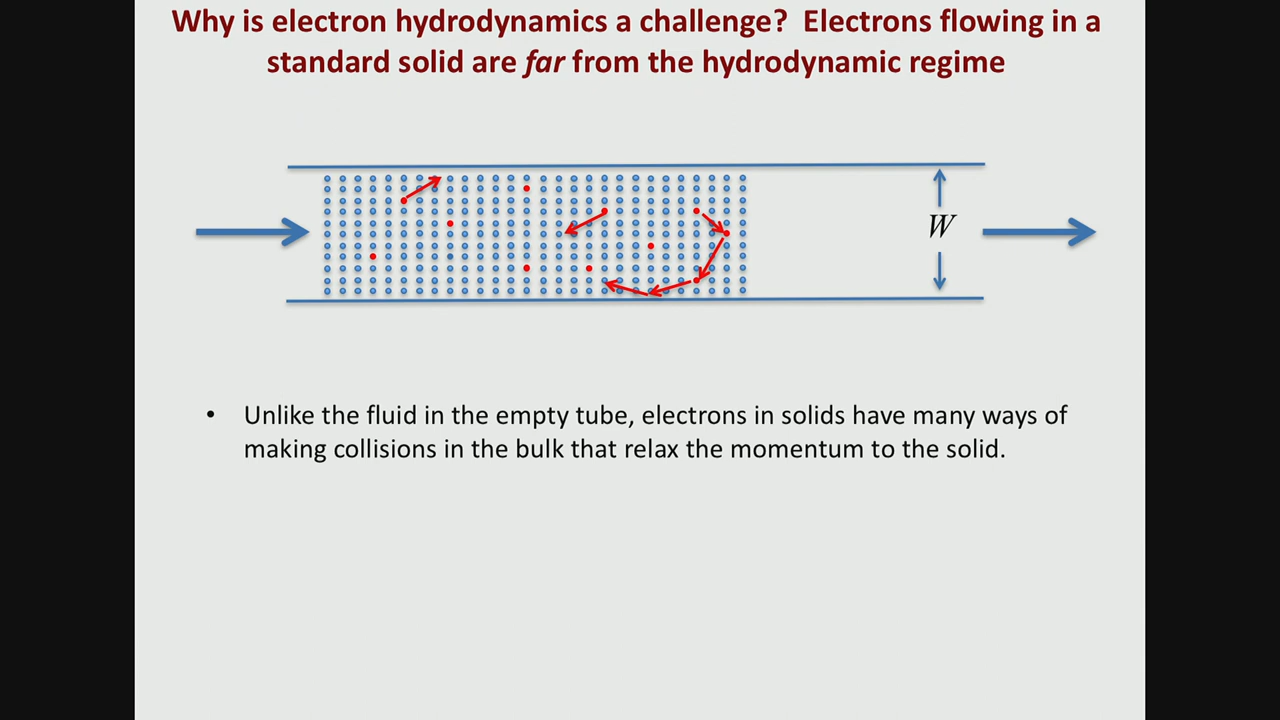 Why is electron hydrodynamics a challenge?  Electrons flowing in a
standard solid are far from the hydrodynamic regime
W
• Unlike the fluid in the empty tube, electrons in solids have many ways of
making collisions in the bulk that relax the momentum to the solid.